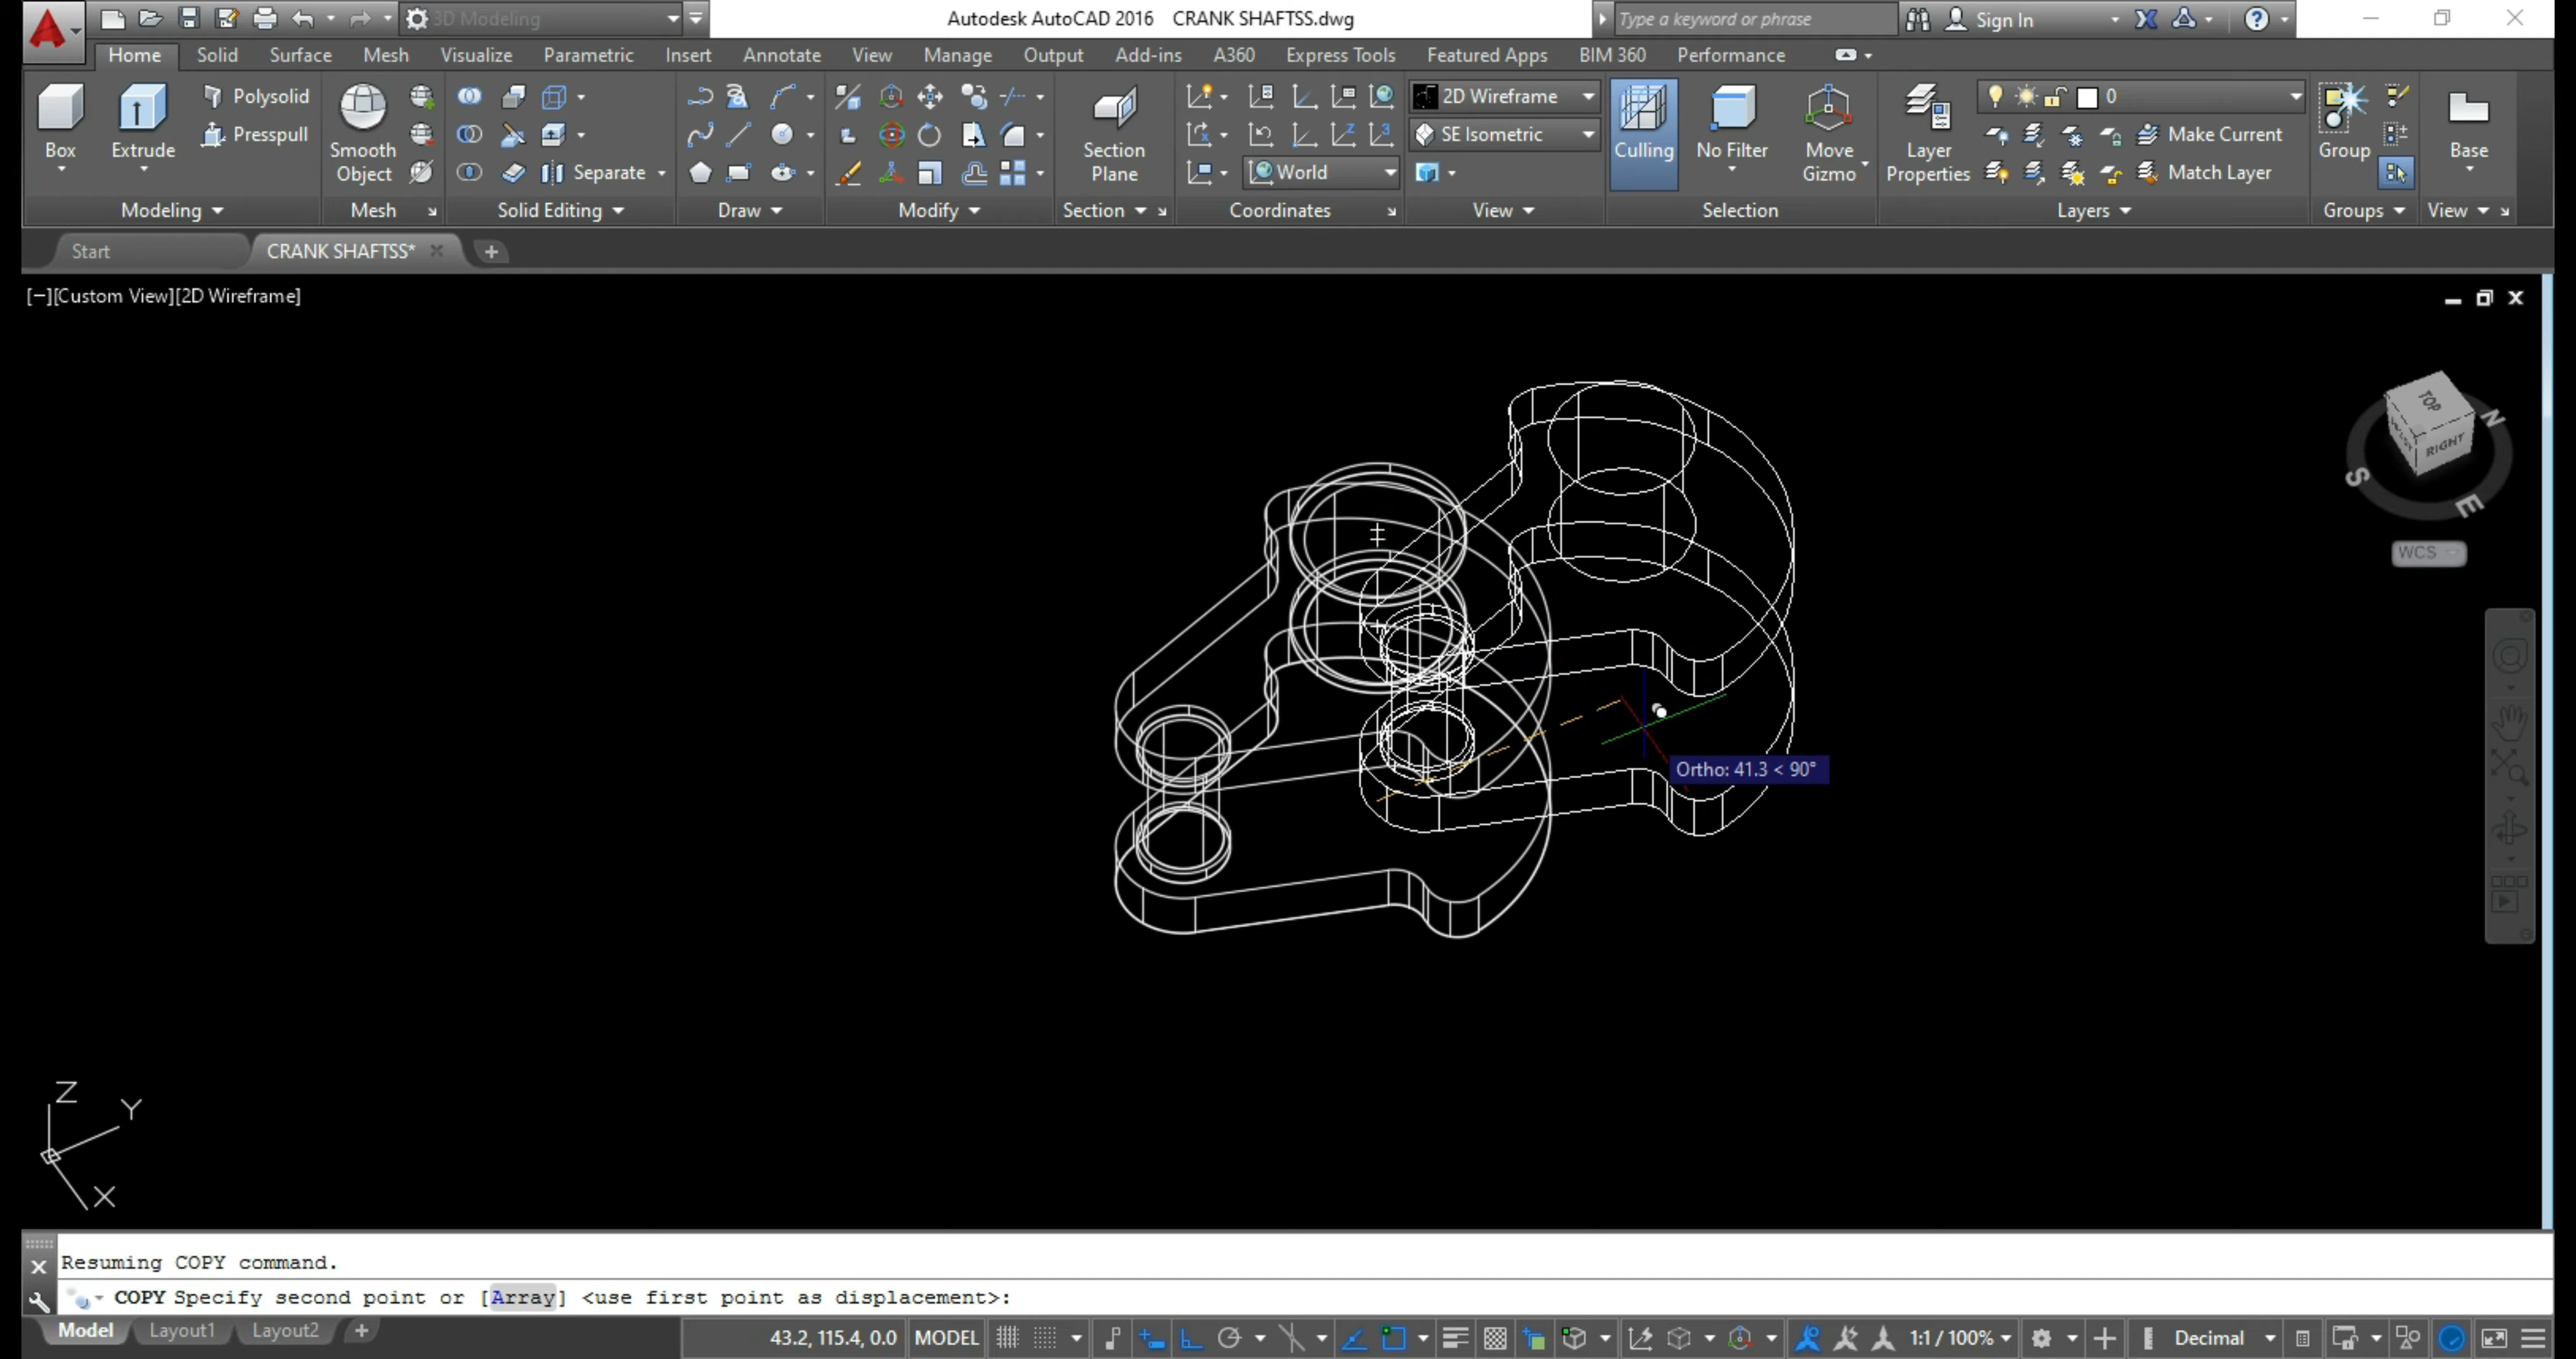 3D Modeling
Autodesk AutoCAD 2016 CRANK SHAFTSS.dwg
Type a keyword or phrase
Sign In
Home Solid Surface Mesh Visualize Parametric Insert Annotate View Manage Output Add-ins A360 Express Tools Featured Apps BIM 360 Performance
Box
Extrude
Polysolid
Presspull
Smooth Object
Separate
Section Plane
World
2D Wireframe
SE Isometric
Culling
No Filter
Move Gizmo
Layer Properties
0
Make Current
Match Layer
Group
Base
Modeling Mesh Solid Editing Draw Modify Section Coordinates View Selection Layers Groups View
Start CRANK SHAFTSS*
[−][Custom View][2D Wireframe]
TOP
RIGHT
N
S
E
WCS
Ortho: 41.3 < 90°
Z
Y
X
Resuming COPY command.
COPY Specify second point or [Array] <use first point as displacement>:
Model Layout1 Layout2
43.2, 115.4, 0.0 MODEL 1:1 / 100% Decimal